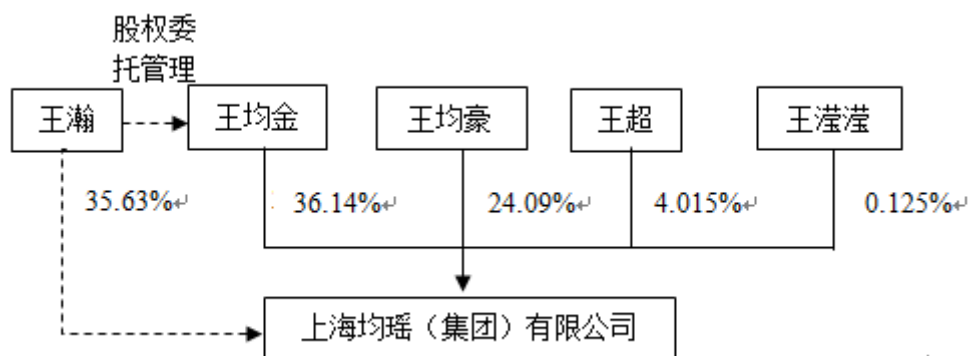 股权委
托管理
王瀚
王均金
王均豪
王超
王滢滢
35.63%↵
36.14%↵
24.09%↵
4.015%↵
0.125%↵
上海均瑶（集团）有限公司